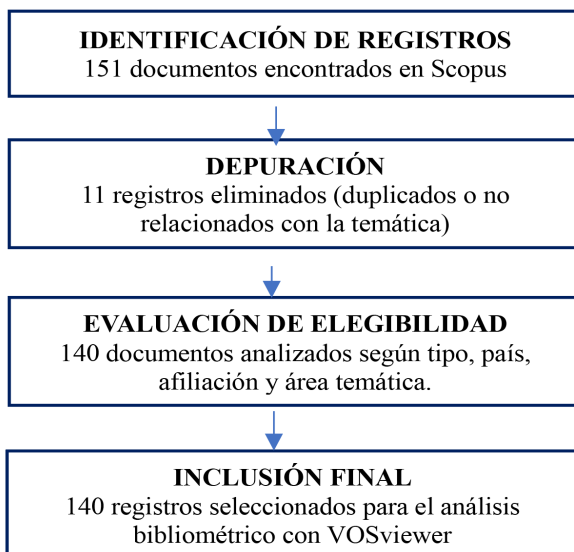 IDENTIFICACIÓN DE REGISTROS
151 documentos encontrados en Scopus
DEPURACIÓN
11 registros eliminados (duplicados o no
relacionados con la temática)
EVALUACIÓN DE ELEGIBILIDAD
140 documentos analizados según tipo, país,
afiliación y área temática.
INCLUSIÓN FINAL
140 registros seleccionados para el análisis
bibliométrico con VOSviewer